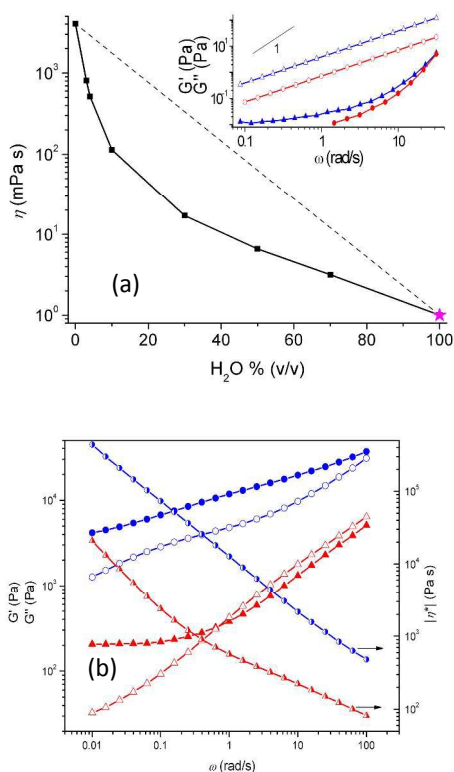 10³
10²
10¹
10⁰
η (mPa s)
0
20
40
60
80
100
H₂O % (v/v)
(a)
1
G' (Pa)
G'' (Pa)
10¹
10⁻¹
0.1
1
10
ω (rad/s)
10⁴
10³
10²
G' (Pa)
G'' (Pa)
(b)
10⁵
10⁴
10³
10²
|η*| (Pa s)
0.01
0.1
1
10
100
ω (rad/s)